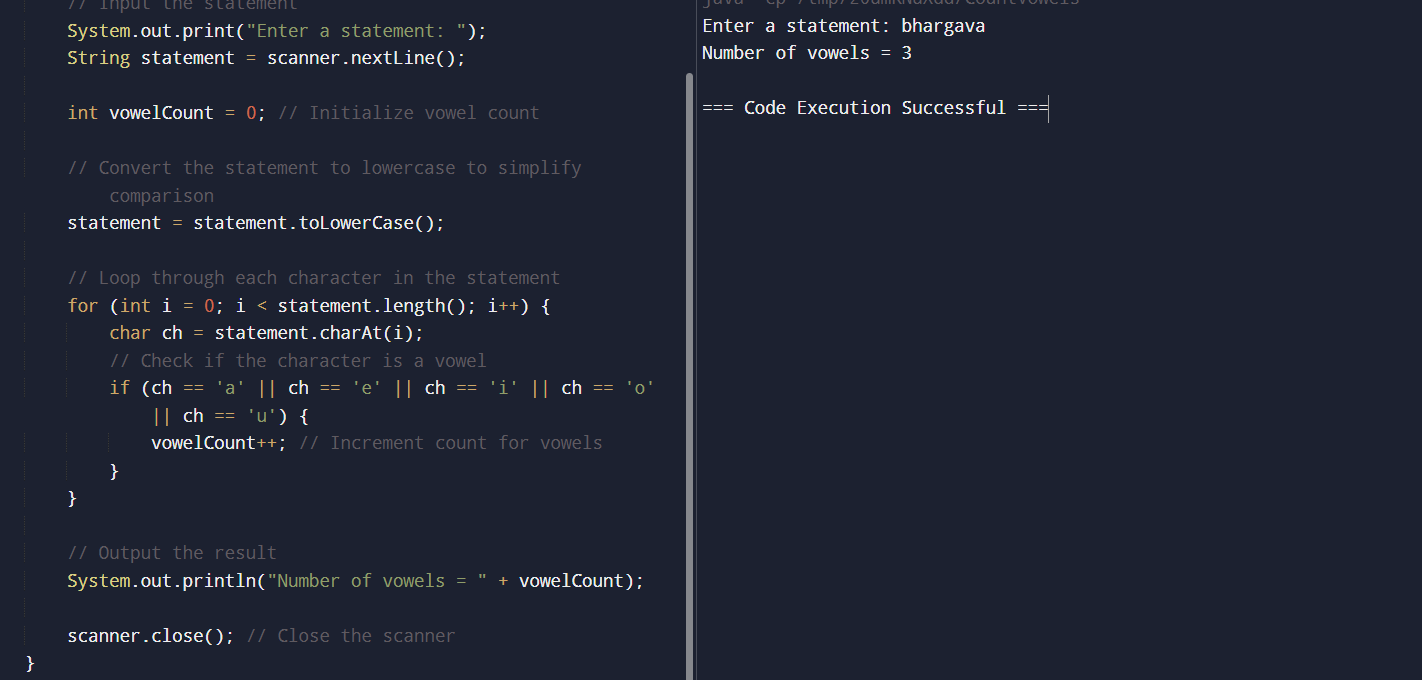 // Input the statement
System.out.print("Enter a statement: ");
String statement = scanner.nextLine();
int vowelCount = 0; // Initialize vowel count
// Convert the statement to lowercase to simplify
comparison
statement = statement.toLowerCase();
// Loop through each character in the statement
for (int i = 0; i < statement.length(); i++) {
char ch = statement.charAt(i);
// Check if the character is a vowel
if (ch == 'a' || ch == 'e' || ch == 'i' || ch == 'o'
|| ch == 'u') {
vowelCount++; // Increment count for vowels
}
}
// Output the result
System.out.println("Number of vowels = " + vowelCount);
scanner.close(); // Close the scanner
}
java -cp
Enter a statement: bhargava
Number of vowels = 3
=== Code Execution Successful ===